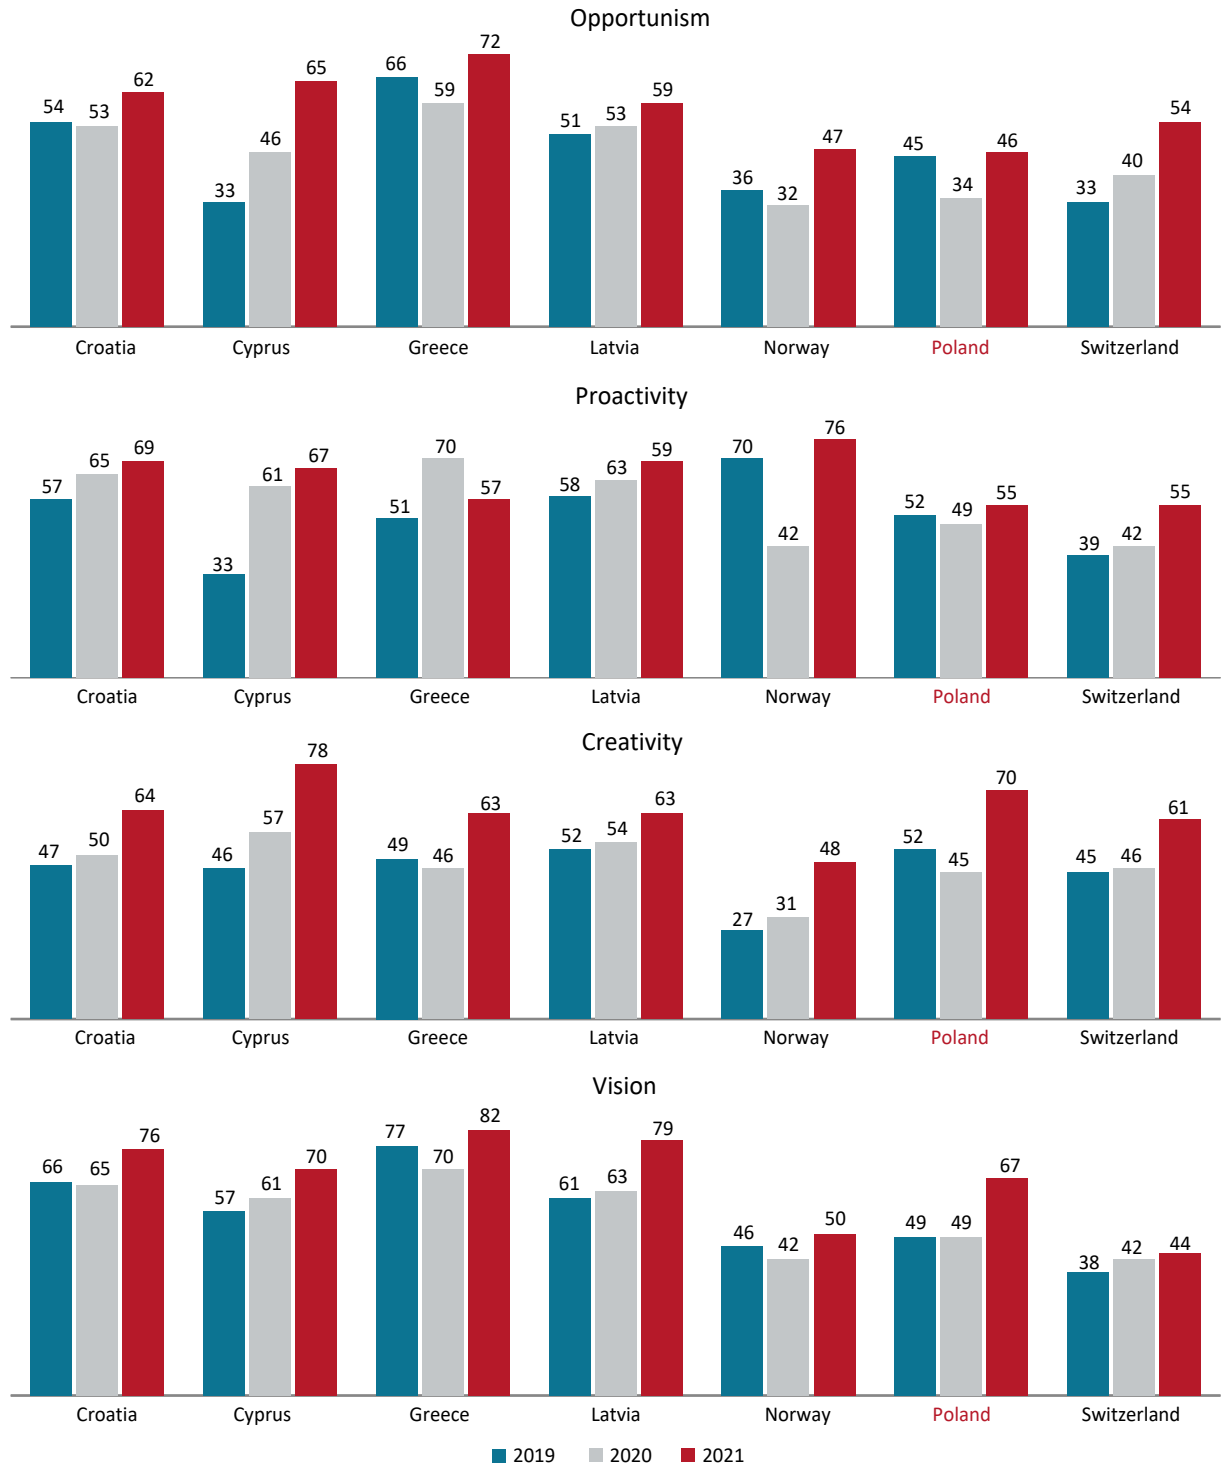 Opportunism
54 53 62 33 46 65 66 59 72 51 53 59 36 32 47 45 34 46 33 40 54
Croatia Cyprus Greece Latvia Norway Poland Switzerland
Proactivity
57 65 69 33 61 67 51 70 57 58 63 59 70 42 76 52 49 55 39 42 55
Croatia Cyprus Greece Latvia Norway Poland Switzerland
Creativity
47 50 64 46 57 78 49 46 63 52 54 63 27 31 48 52 45 70 45 46 61
Croatia Cyprus Greece Latvia Norway Poland Switzerland
Vision
66 65 76 57 61 70 77 70 82 61 63 79 46 42 50 49 49 67 38 42 44
Croatia Cyprus Greece Latvia Norway Poland Switzerland
2019 2020 2021